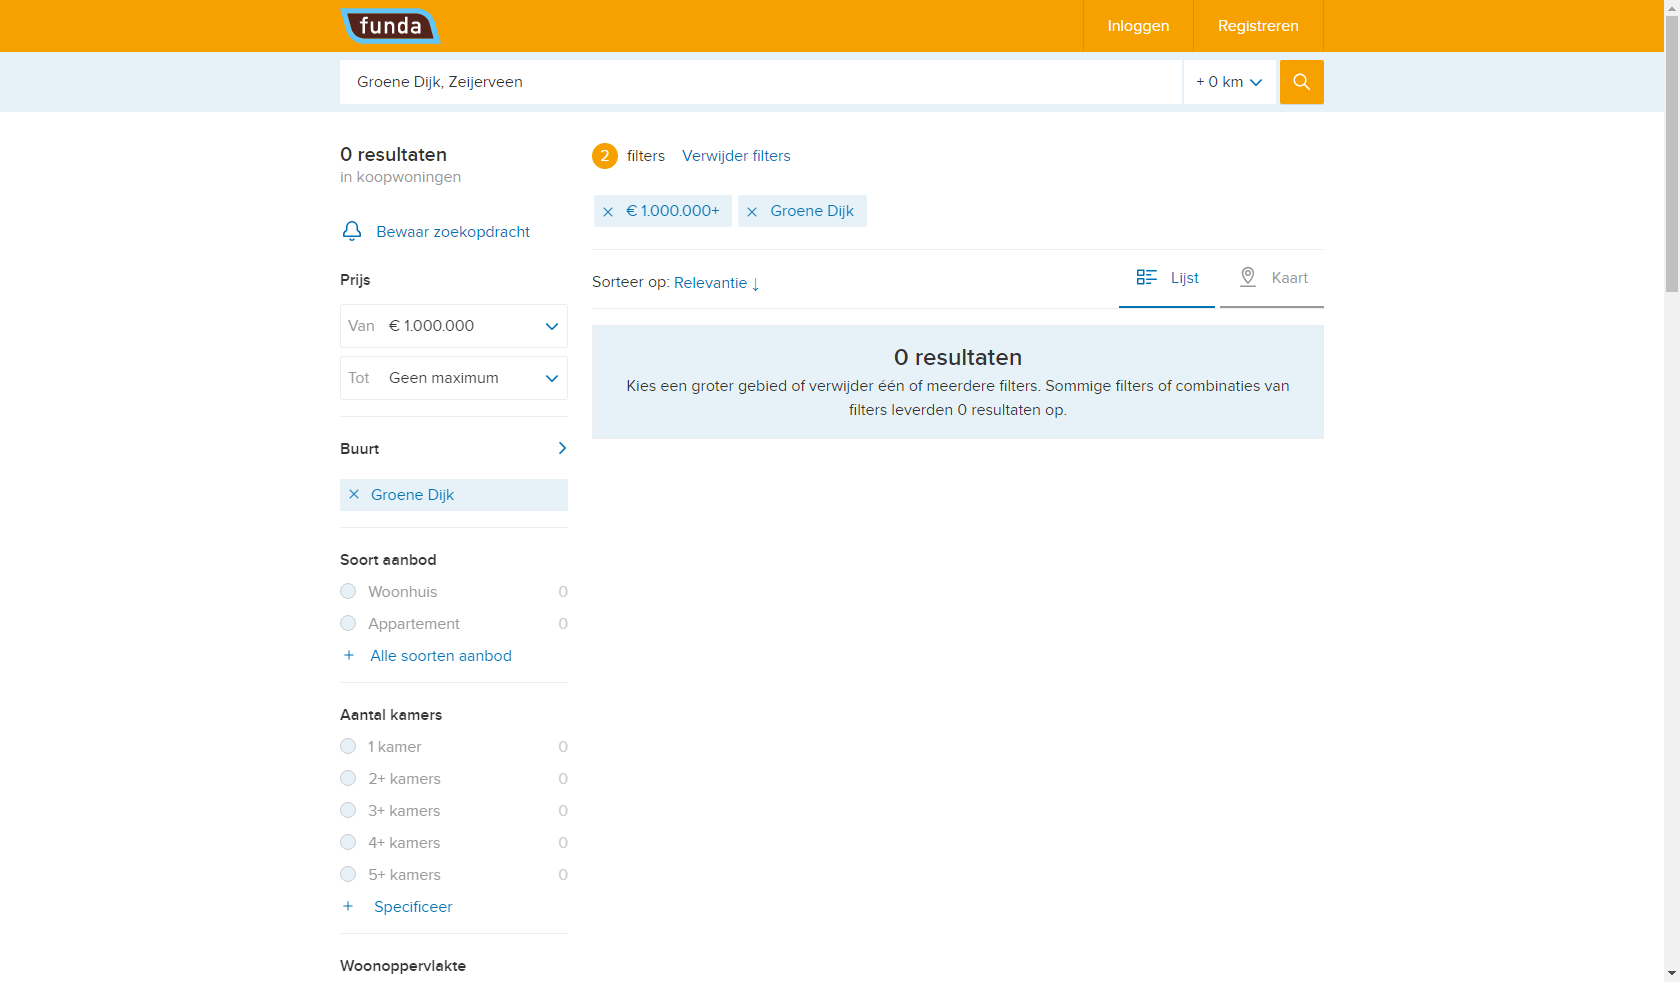 funda
Inloggen
Registreren
Groene Dijk, Zeijerveen
+ 0 km
0 resultaten
in koopwoningen
Bewaar zoekopdracht
Prijs
Van € 1.000.000
Tot Geen maximum
Buurt
Groene Dijk
Soort aanbod
Woonhuis 0
Appartement 0
+ Alle soorten aanbod
Aantal kamers
1 kamer 0
2+ kamers 0
3+ kamers 0
4+ kamers 0
5+ kamers 0
+ Specificeer
Woonoppervlakte
2 filters Verwijder filters
€ 1.000.000+
Groene Dijk
Sorteer op: Relevantie ↓
Lijst
Kaart
0 resultaten
Kies een groter gebied of verwijder één of meerdere filters. Sommige filters of combinaties van
filters leverden 0 resultaten op.